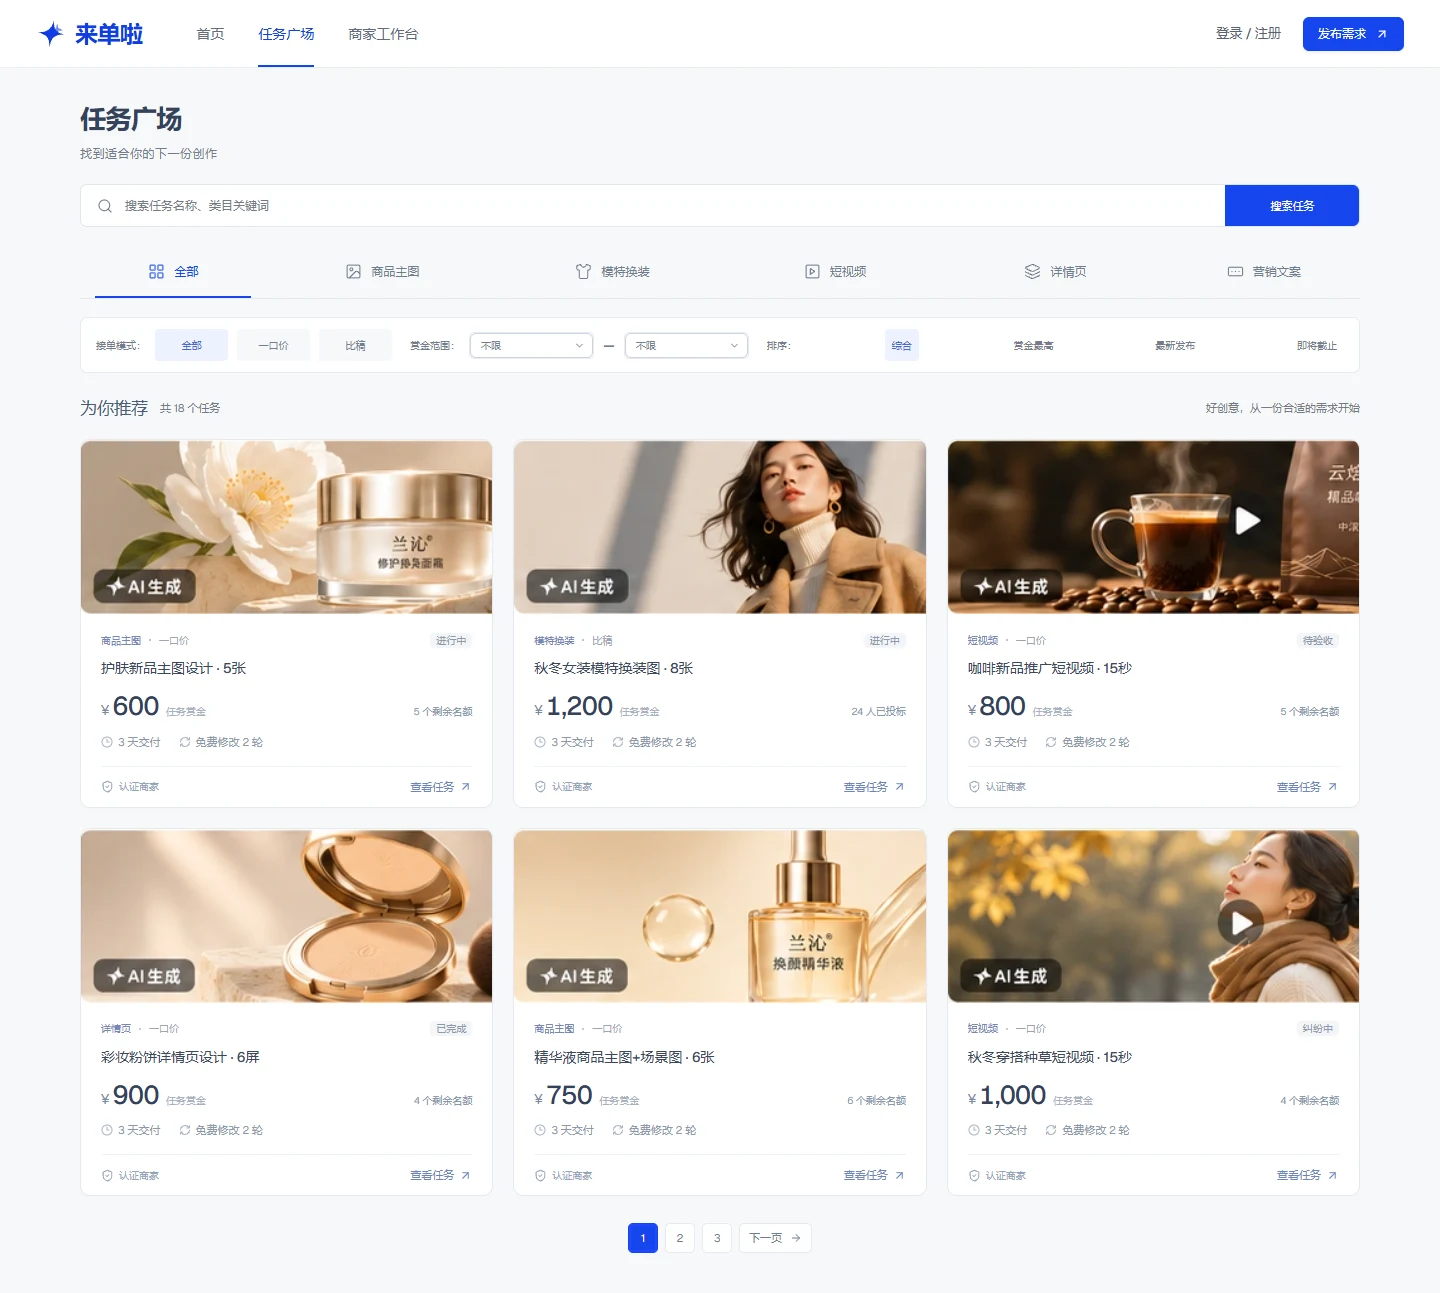 来单啦 首页 任务广场 商家工作台 登录 / 注册 发布需求
任务广场
找到适合你的下一份创作
搜索任务名称、类目关键词 搜索任务
全部 商品主图 模特换装 短视频 详情页 营销文案
接单模式: 全部 一口价 比稿 赏金范围: 不限 — 不限 排序: 综合 赏金最高 最新发布 即将截止
为你推荐 共 18 个任务 好创意，从一份合适的需求开始
兰沁®
修护焕亮面霜
AI生成
商品主图 · 一口价 进行中
护肤新品主图设计 · 5张
¥ 600 任务赏金 5 个剩余名额
3 天交付 免费修改 2 轮
认证商家 查看任务
AI生成
模特换装 · 比稿 进行中
秋冬女装模特换装图 · 8张
¥ 1,200 任务赏金 24 人已投标
3 天交付 免费修改 2 轮
认证商家 查看任务
云焙
精品
中深
AI生成
短视频 · 一口价 待验收
咖啡新品推广短视频 · 15秒
¥ 800 任务赏金 5 个剩余名额
3 天交付 免费修改 2 轮
认证商家 查看任务
AI生成
详情页 · 一口价 已完成
彩妆粉饼详情页设计 · 6屏
¥ 900 任务赏金 4 个剩余名额
3 天交付 免费修改 2 轮
认证商家 查看任务
兰沁®
焕颜精华液
AI生成
商品主图 · 一口价
精华液商品主图+场景图 · 6张
¥ 750 任务赏金 6 个剩余名额
3 天交付 免费修改 2 轮
认证商家 查看任务
AI生成
短视频 · 一口价 纠纷中
秋冬穿搭种草短视频 · 15秒
¥ 1,000 任务赏金 4 个剩余名额
3 天交付 免费修改 2 轮
认证商家 查看任务
1 2 3 下一页